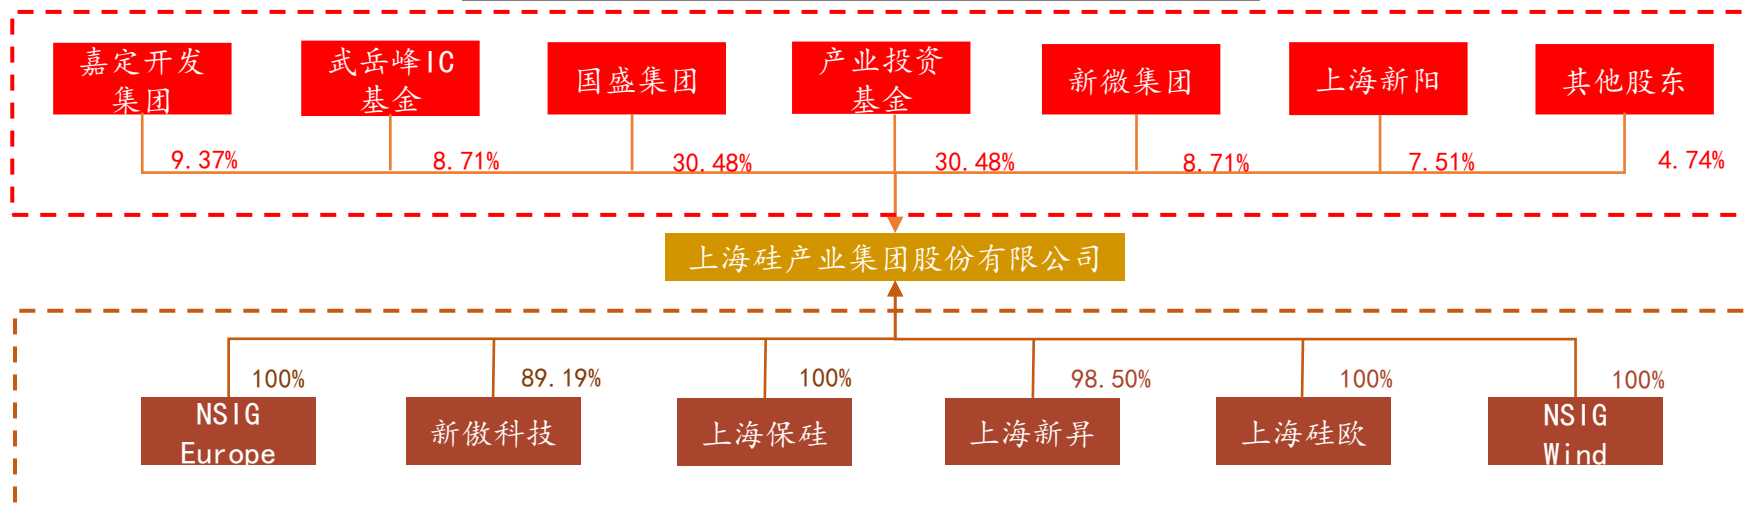 嘉定开发
集团
武岳峰IC
基金
国盛集团
产业投资
基金
新微集团
上海新阳
其他股东
9.37%
8.71%
30.48%
30.48%
8.71%
7.51%
4.74%
上海硅产业集团股份有限公司
100%
89.19%
100%
98.50%
100%
100%
NSIG
Europe
新傲科技
上海保硅
上海新昇
上海硅欧
NSIG
Wind